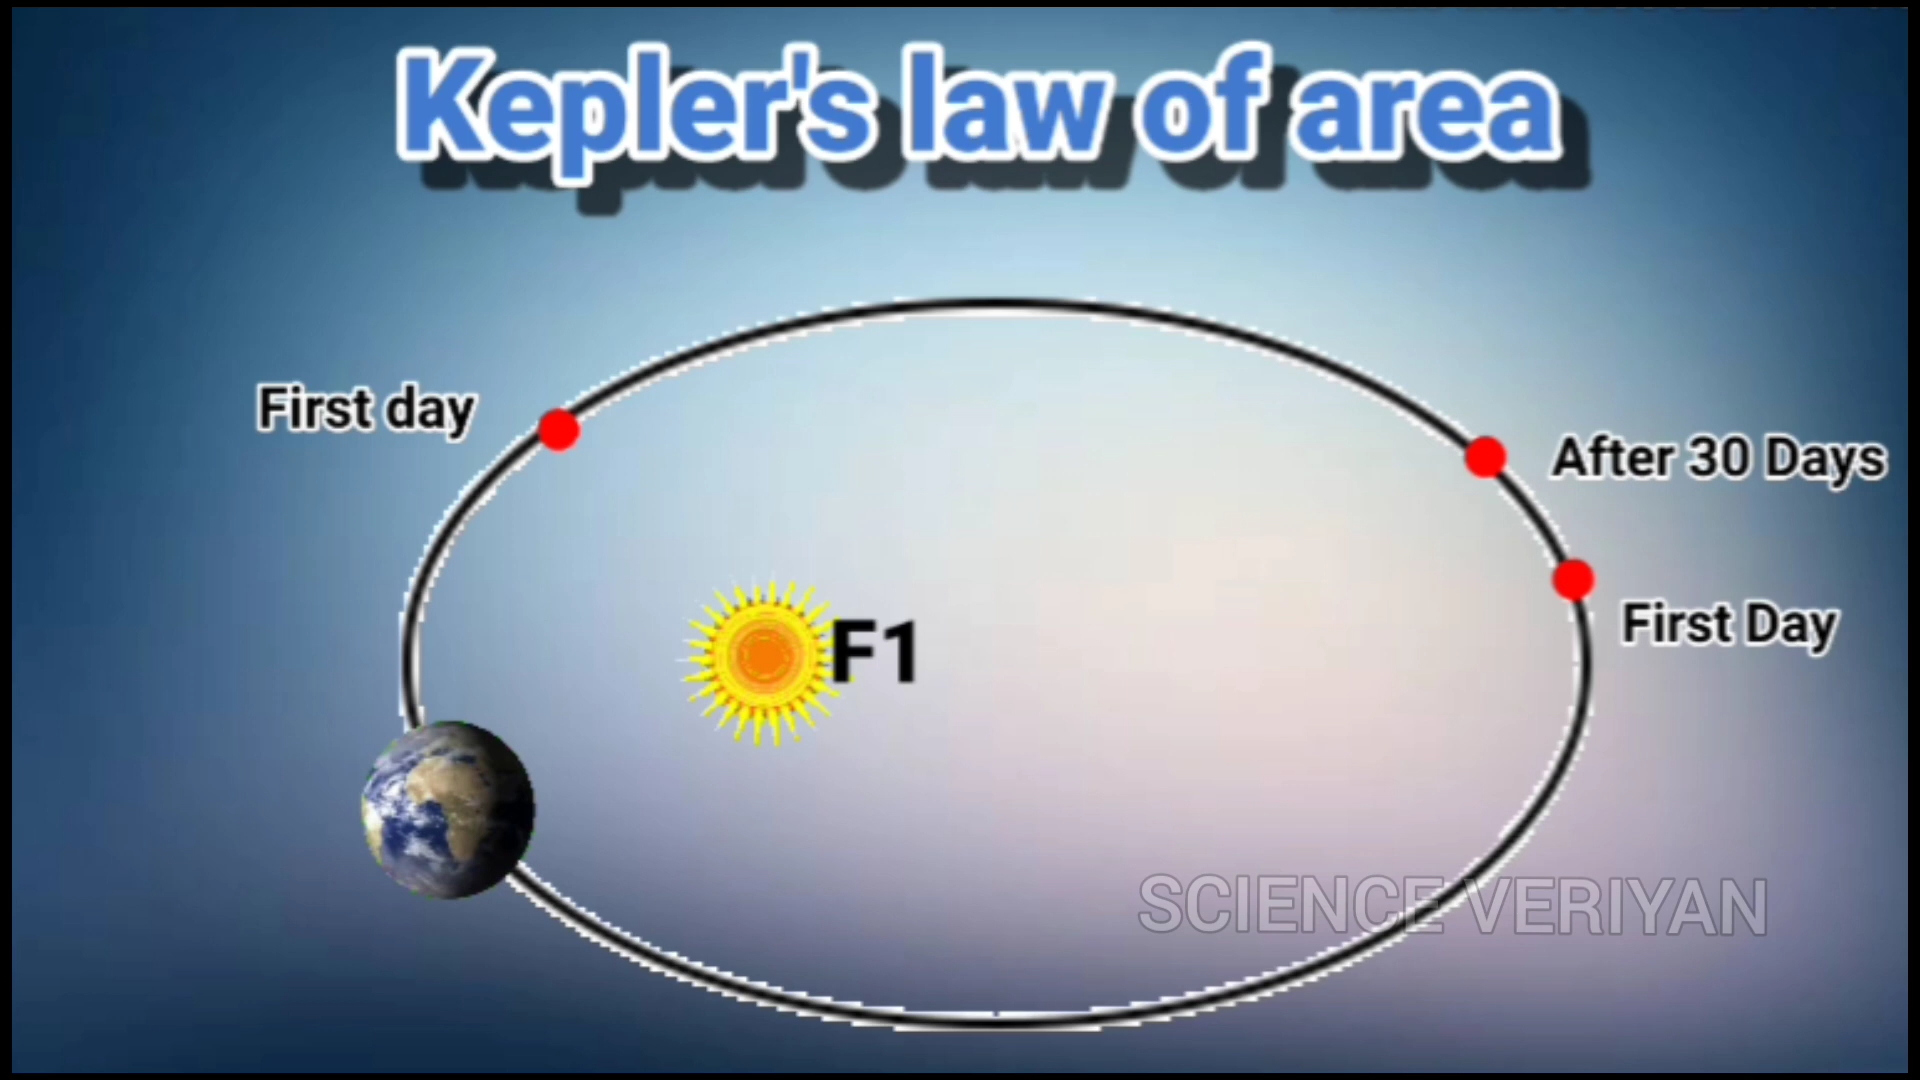 Kepler's law of area
First day
After 30 Days
First Day
F1
SCIENCE VERIYAN